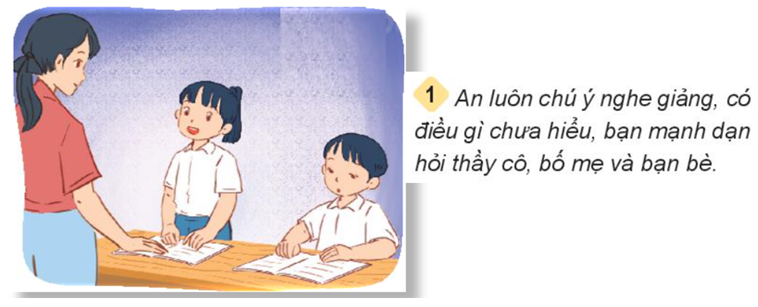 1 An luôn chú ý nghe giảng, có
điều gì chưa hiểu, bạn mạnh dạn
hỏi thầy cô, bố mẹ và bạn bè.